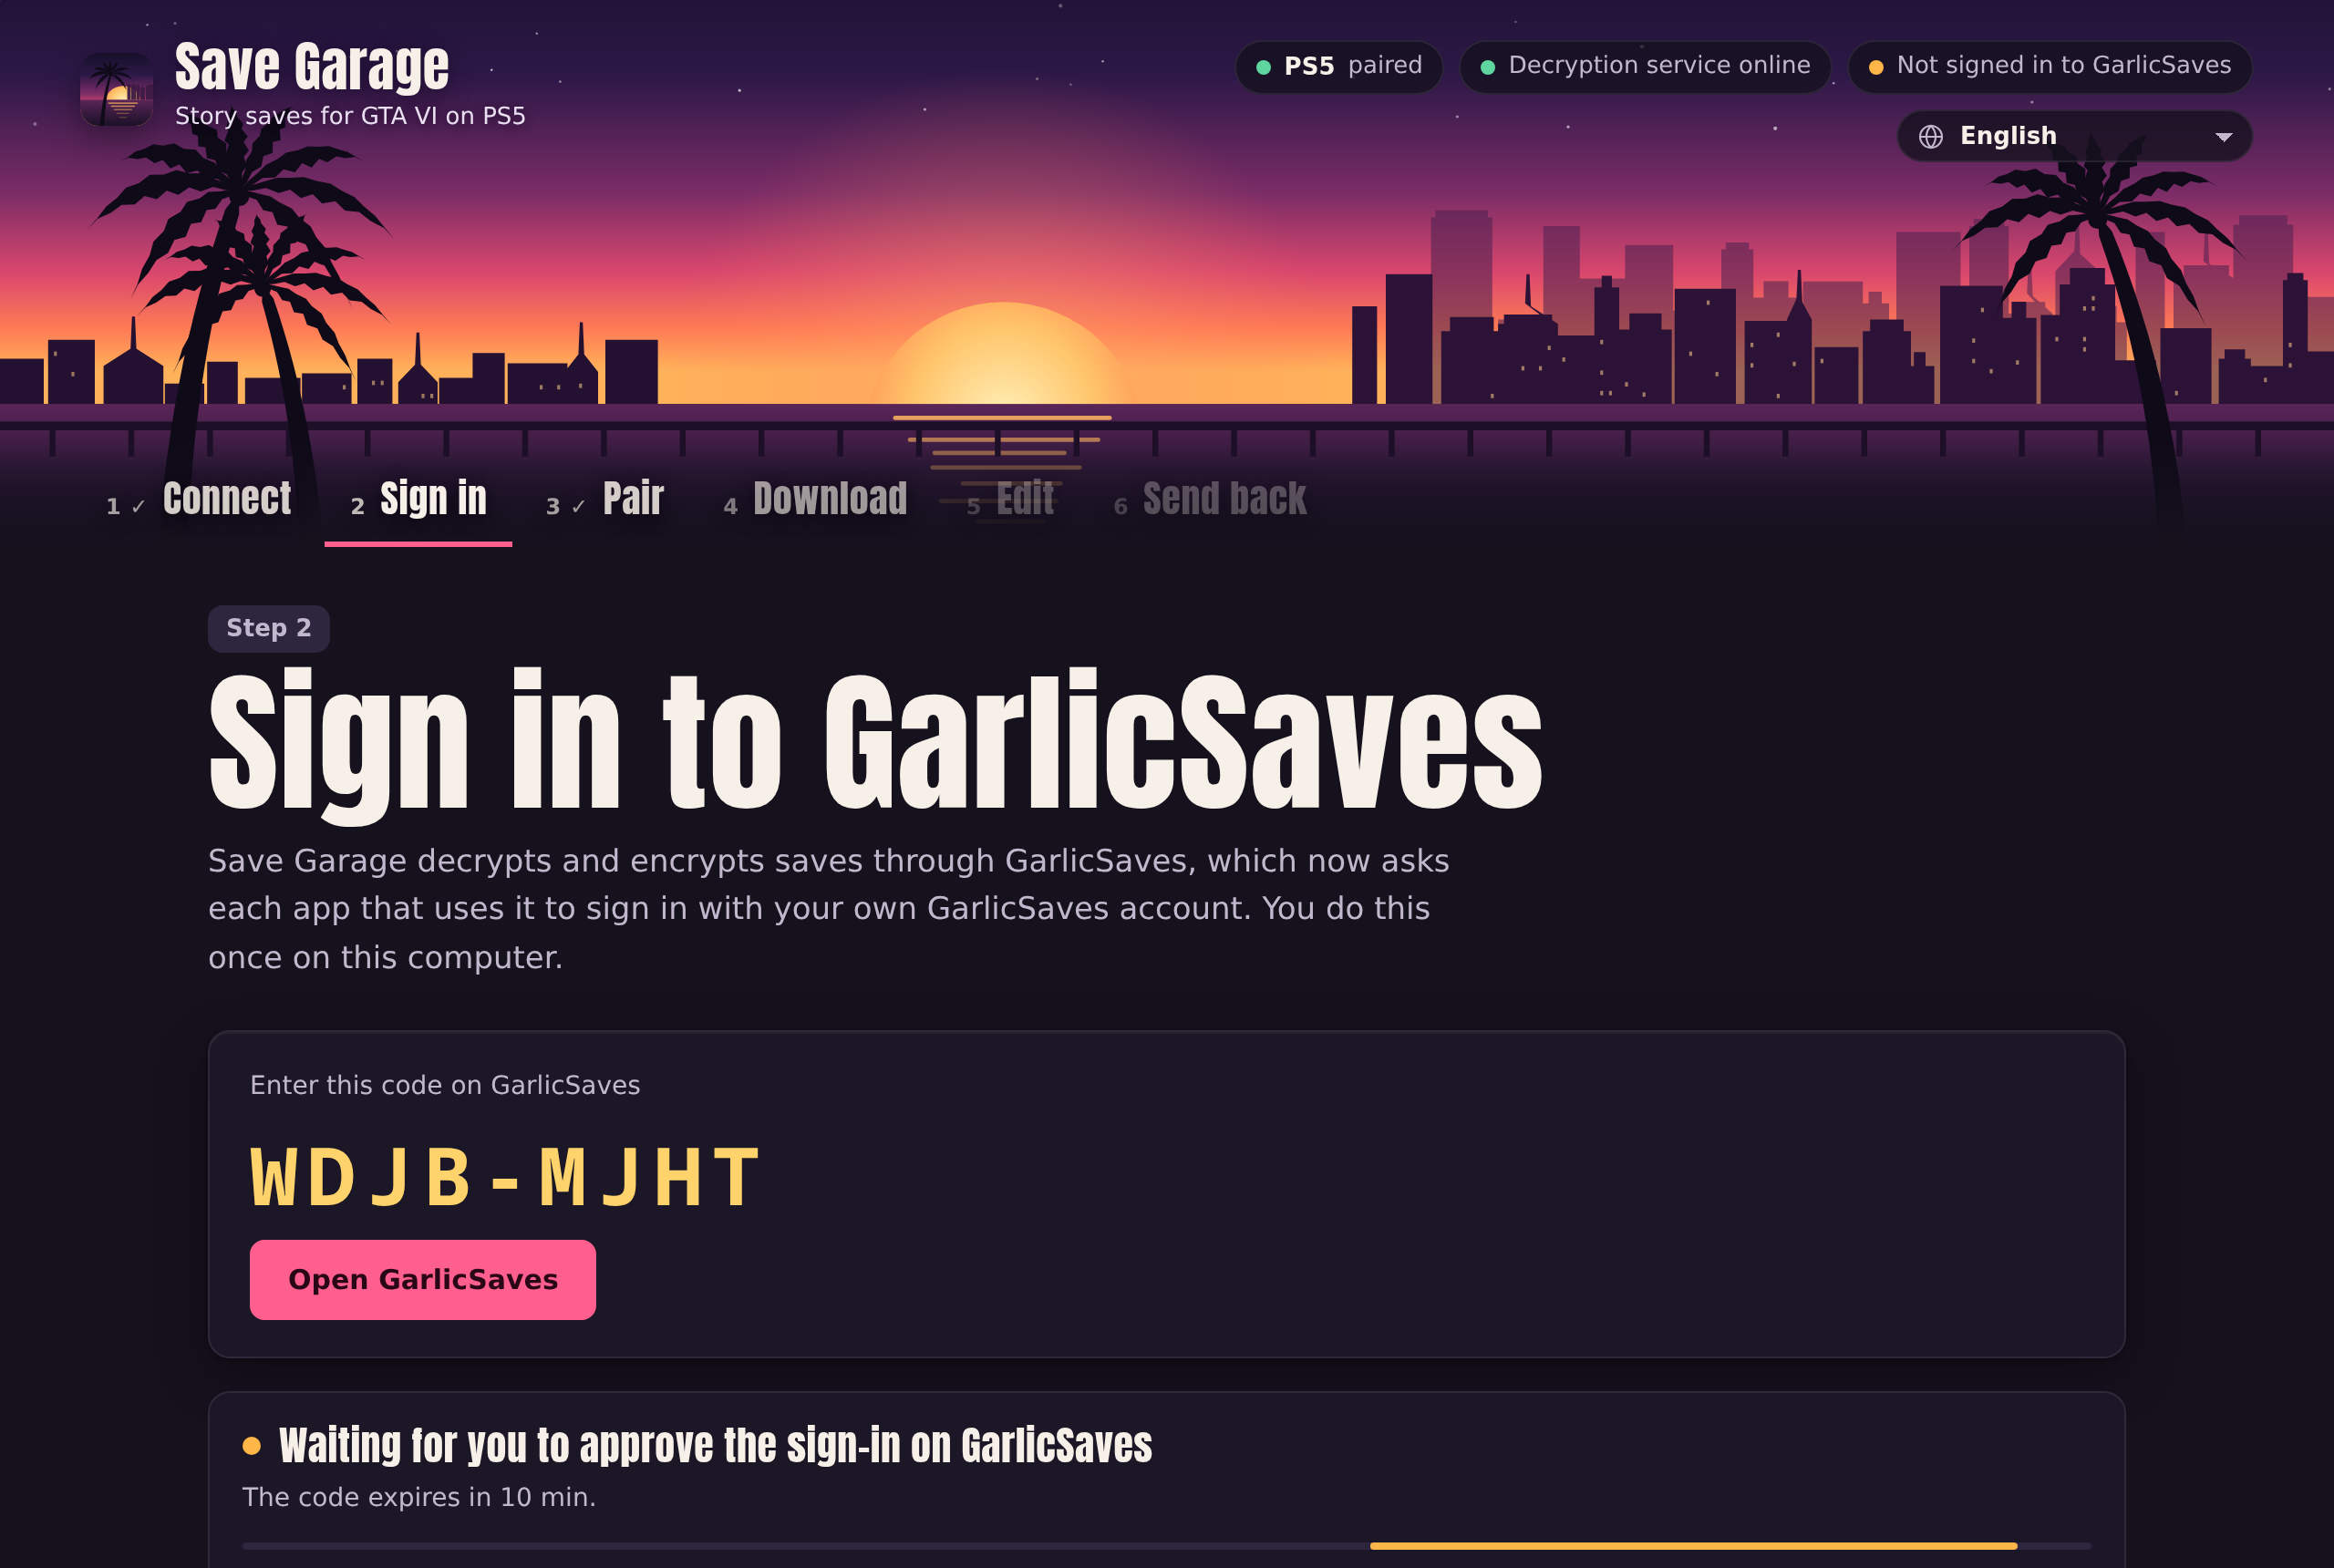 Save Garage
Story saves for GTA VI on PS5
PS5 paired
Decryption service online
Not signed in to GarlicSaves
English
1 ✓ Connect
2 Sign in
3 ✓ Pair
4 Download
5 Edit
6 Send back
Step 2
Sign in to GarlicSaves
Save Garage decrypts and encrypts saves through GarlicSaves, which now asks
each app that uses it to sign in with your own GarlicSaves account. You do this
once on this computer.
Enter this code on GarlicSaves
WDJB-MJHT
Open GarlicSaves
Waiting for you to approve the sign-in on GarlicSaves
The code expires in 10 min.